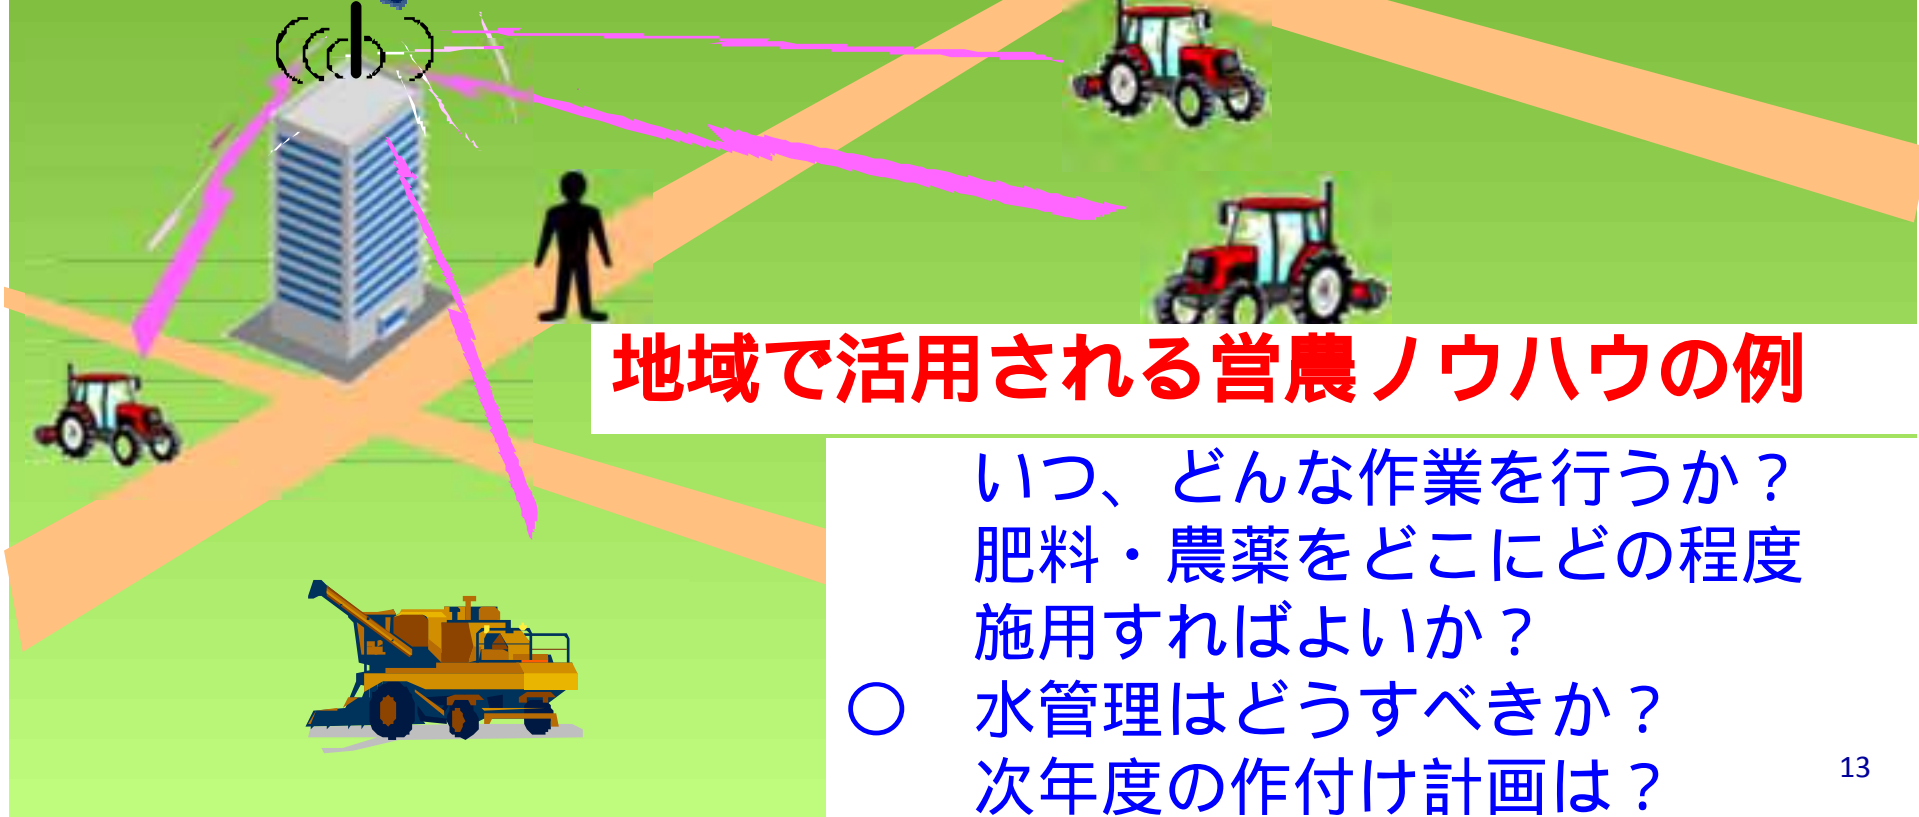 地域で活用される営農ノウハウの例
いつ、どんな作業を行うか？
肥料・農薬をどこにどの程度
施用すればよいか？
○ 水管理はどうすべきか？
次年度の作付け計画は？
13